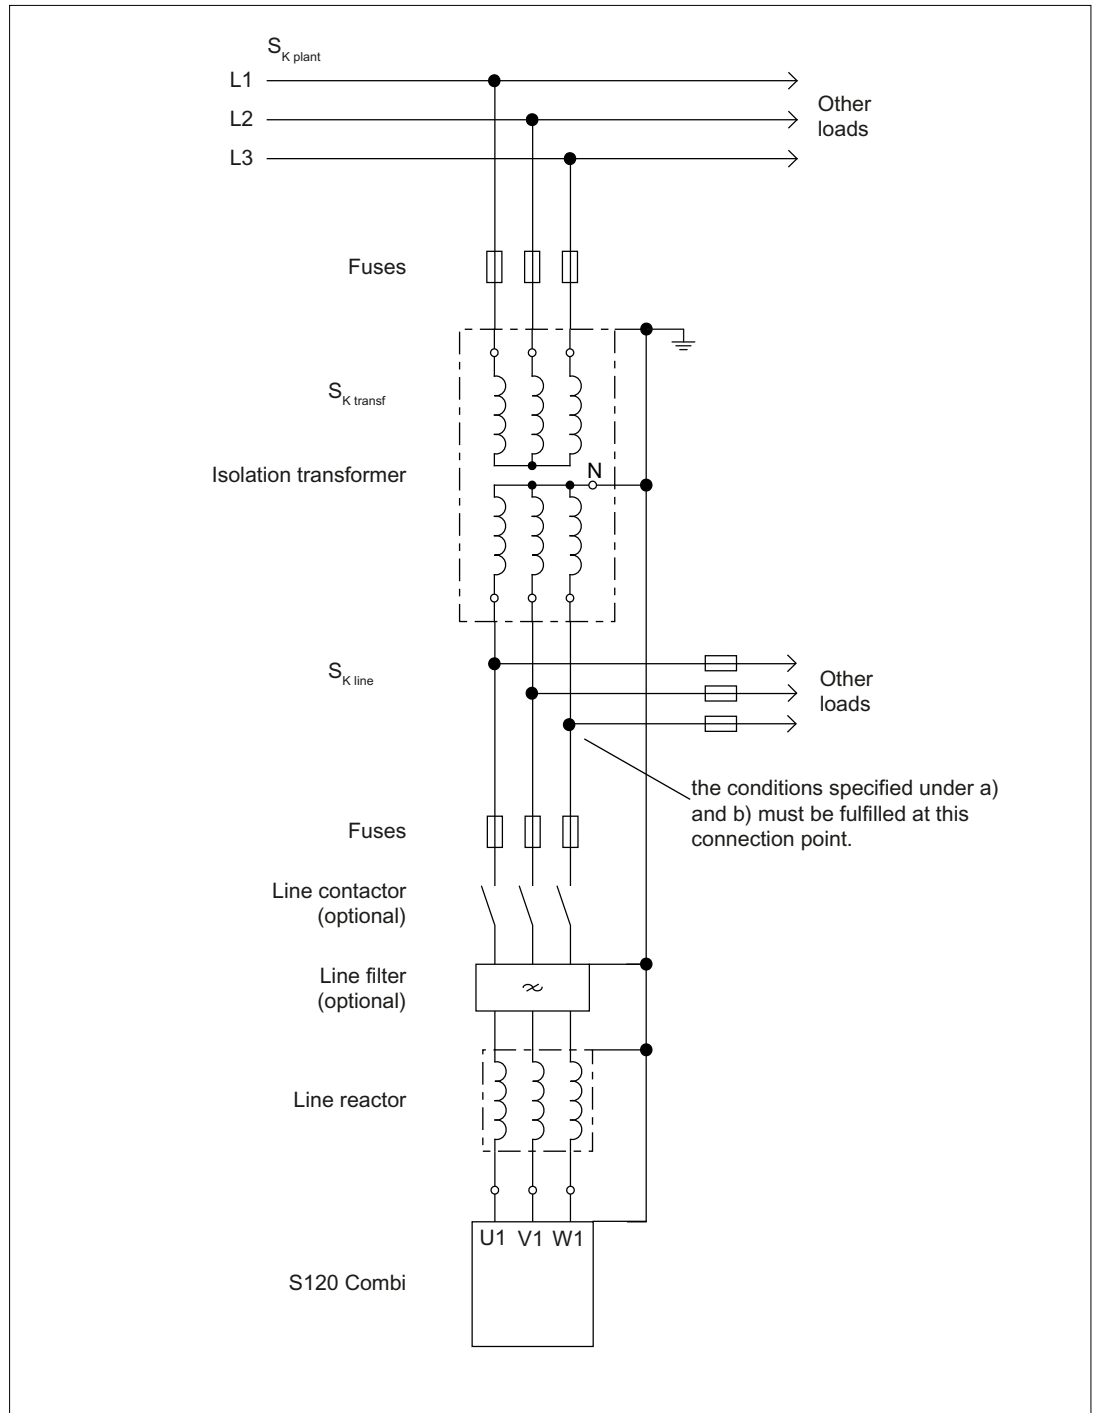 S K plant
L1
L2
L3
Other
loads
Fuses
S K transf
Isolation transformer
N
S K line
Other
loads
the conditions specified under a)
and b) must be fulfilled at this
connection point.
Fuses
Line contactor
(optional)
Line filter
(optional)
Line reactor
U1 V1 W1
S120 Combi